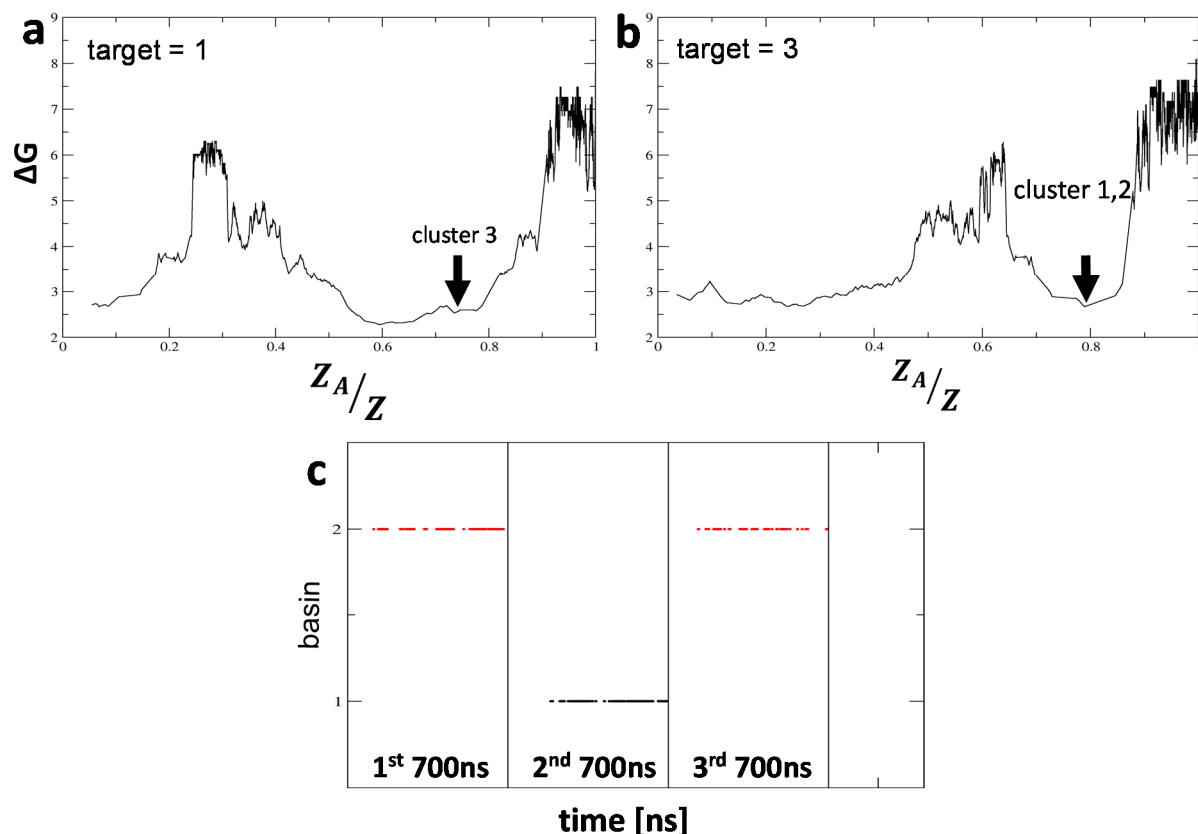 a
target = 1
9
8
7
6
5
4
3
2
ΔG
cluster 3
0
0.2
0.4
0.6
0.8
1
Z_A/Z
b
target = 3
9
8
7
6
5
4
3
2
cluster 1,2
0
0.2
0.4
0.6
0.8
Z_A/Z
c
2
1
basin
1st 700ns
2nd 700ns
3rd 700ns
time [ns]